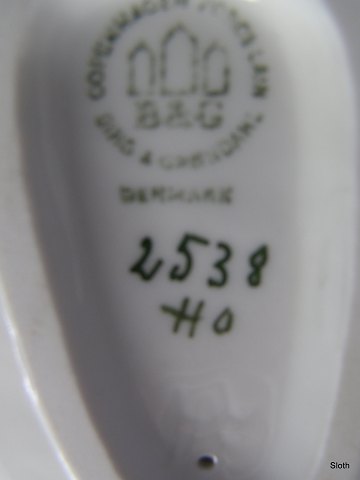 COPENHAGEN PORCELAIN
B&G
BING & GRØNDAHL
DENMARK
2538
HO
Sloth